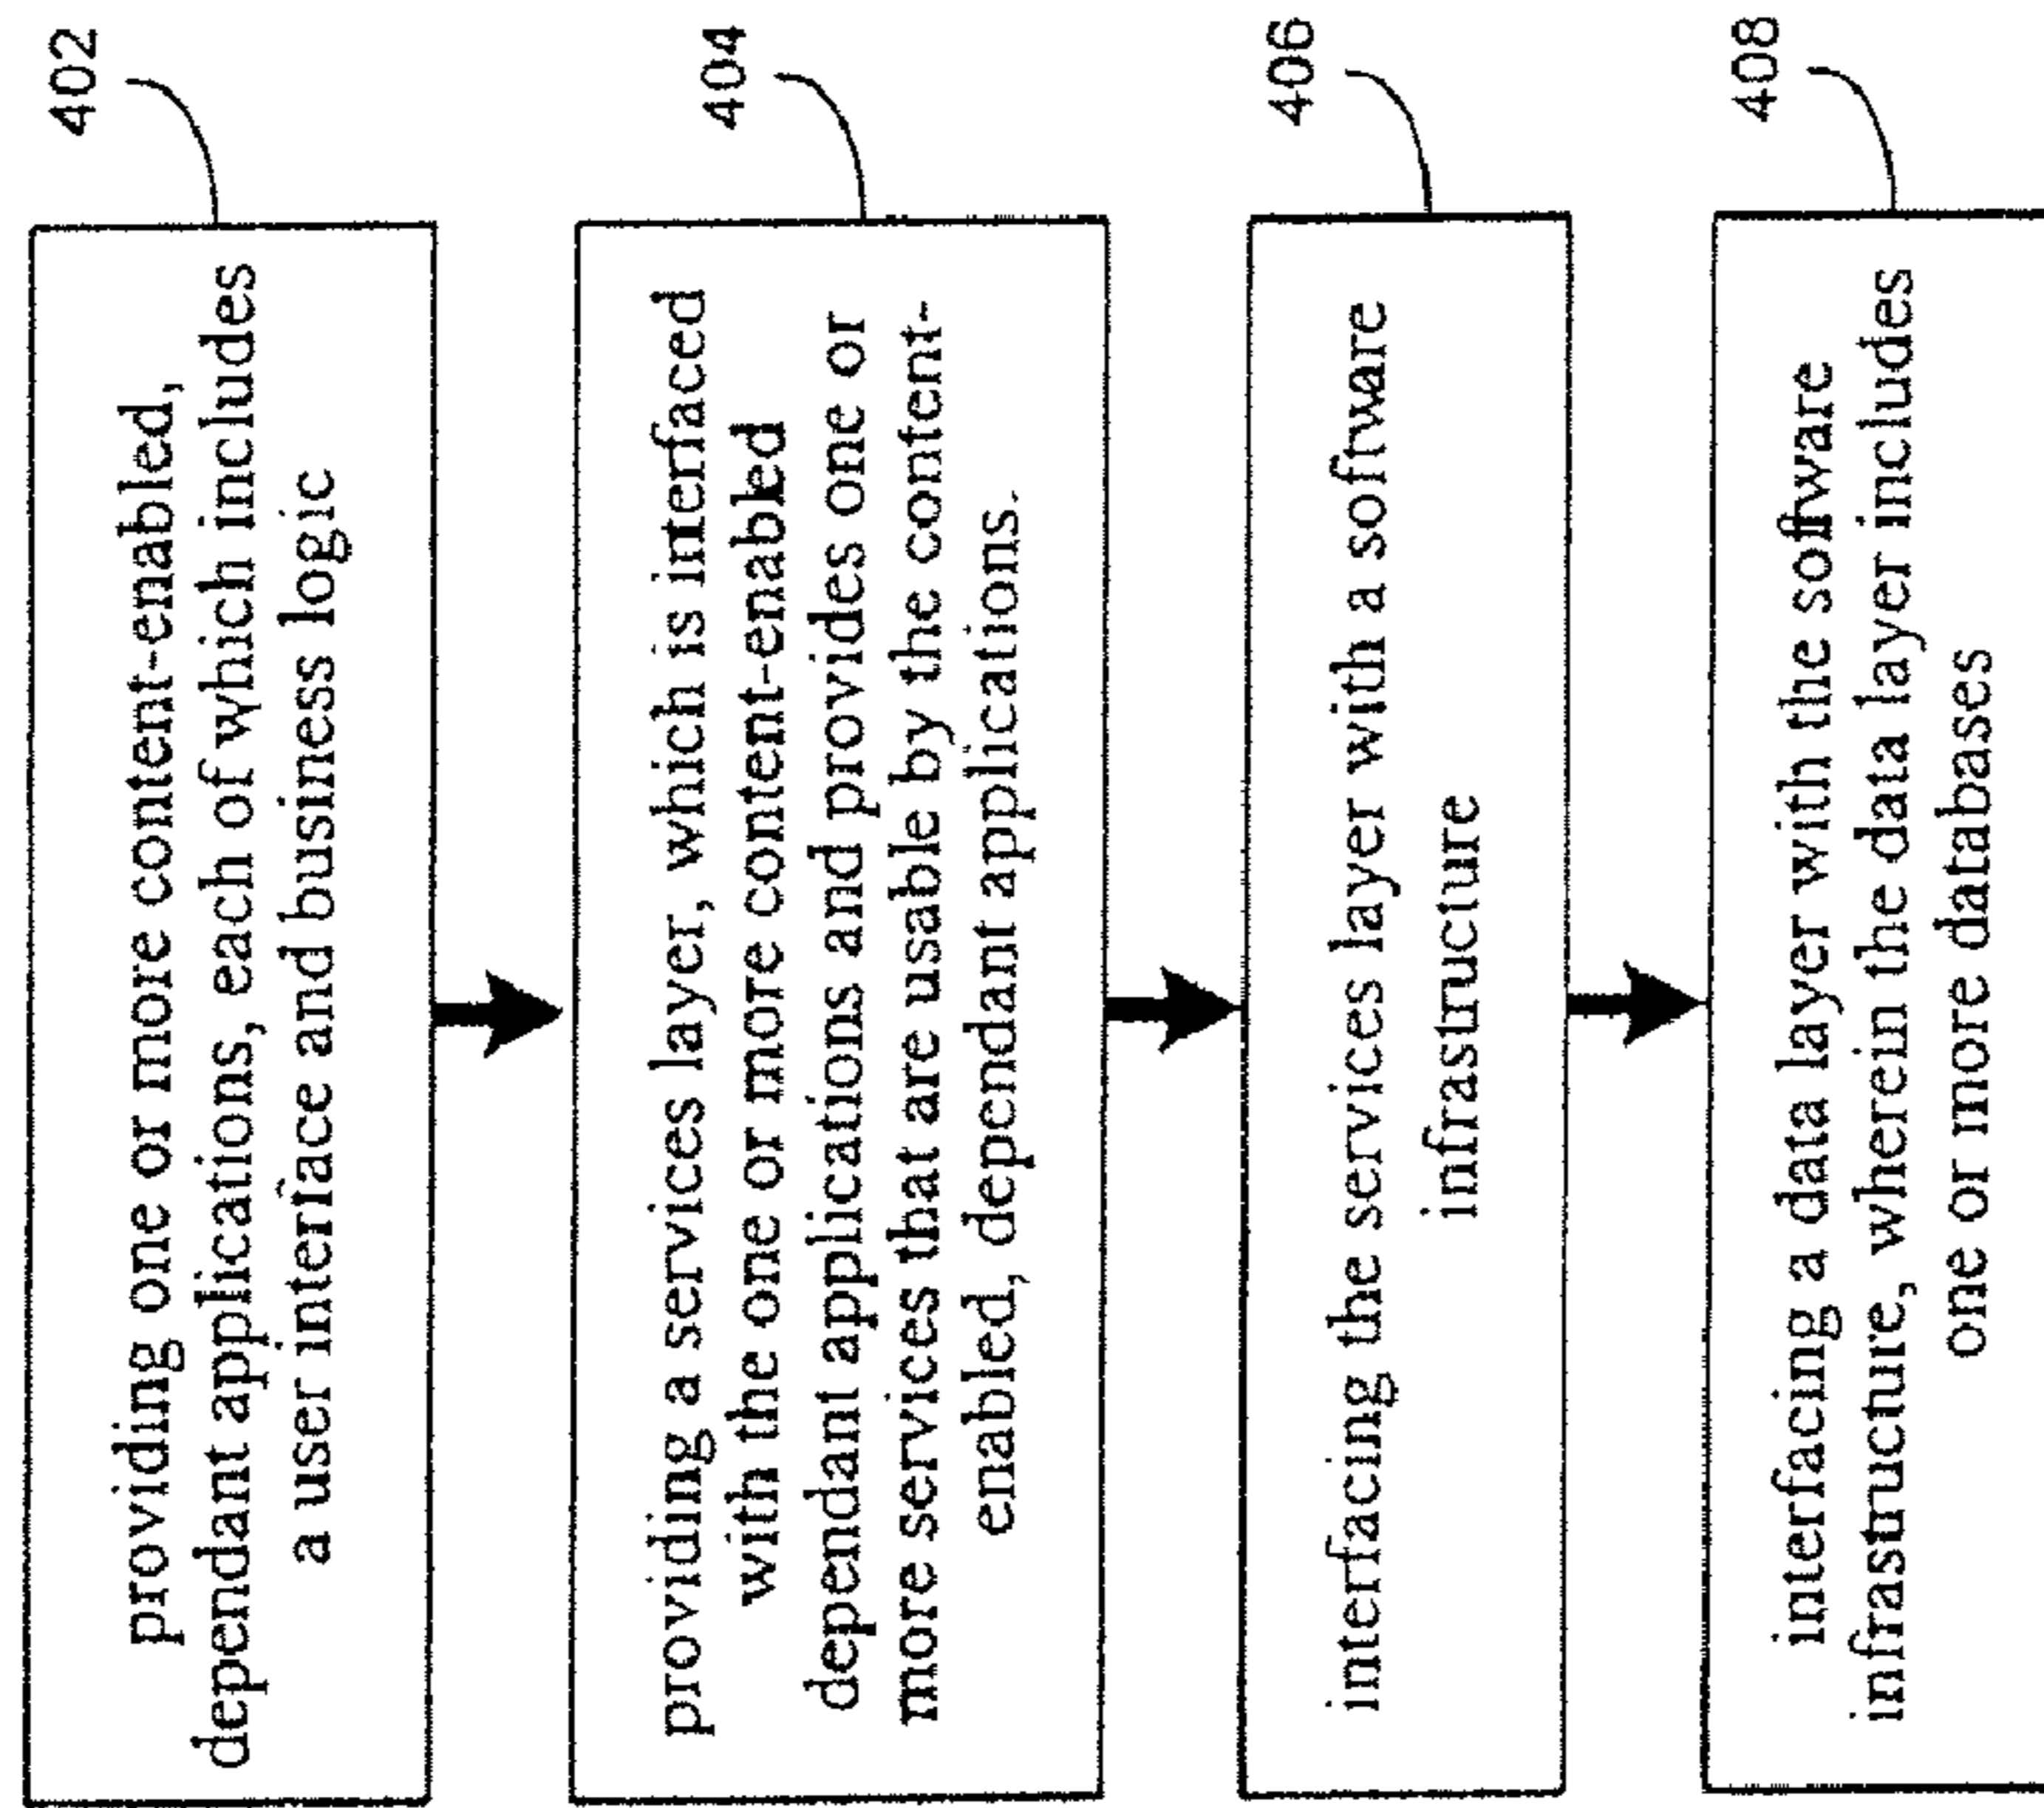 402
providing one or more content-enabled,
dependant applications, each of which includes
a user interface and business logic
404
providing a services layer, which is interfaced
with the one or more content-enabled
dependant applications and provides one or
more services that are usable by the content-
enabled, dependant applications.
406
interfacing the services layer with a software
infrastructure
408
interfacing a data layer with the software
infrastructure, wherein the data layer includes
one or more databases